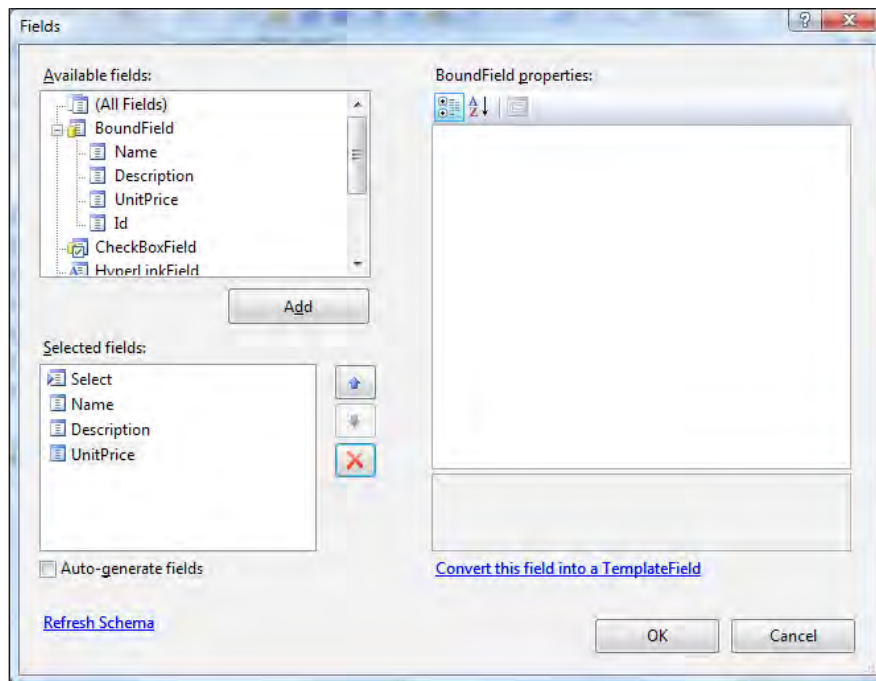 Fields
Available fields:
(All Fields)
BoundField
Name
Description
UnitPrice
Id
CheckBoxField
HyperLinkField
Add
Selected fields:
Select
Name
Description
UnitPrice
Auto-generate fields
Refresh Schema
BoundField properties:
A
Z
Convert this field into a TemplateField
OK
Cancel